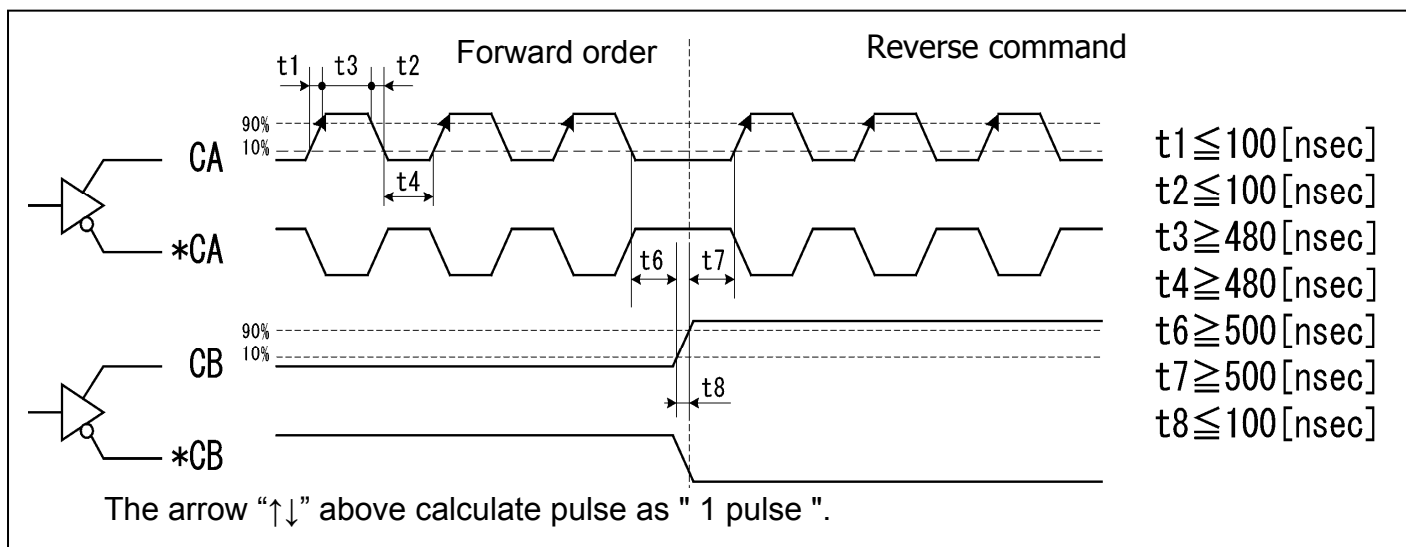 Forward order
Reverse command
t1 t3 t2
90%
10%
CA
t4
*CA
t6 t7
90%
10%
CB
t8
*CB
t1≦100[nsec]
t2≦100[nsec]
t3≧480[nsec]
t4≧480[nsec]
t6≧500[nsec]
t7≧500[nsec]
t8≦100[nsec]
The arrow “↑↓” above calculate pulse as " 1 pulse ".